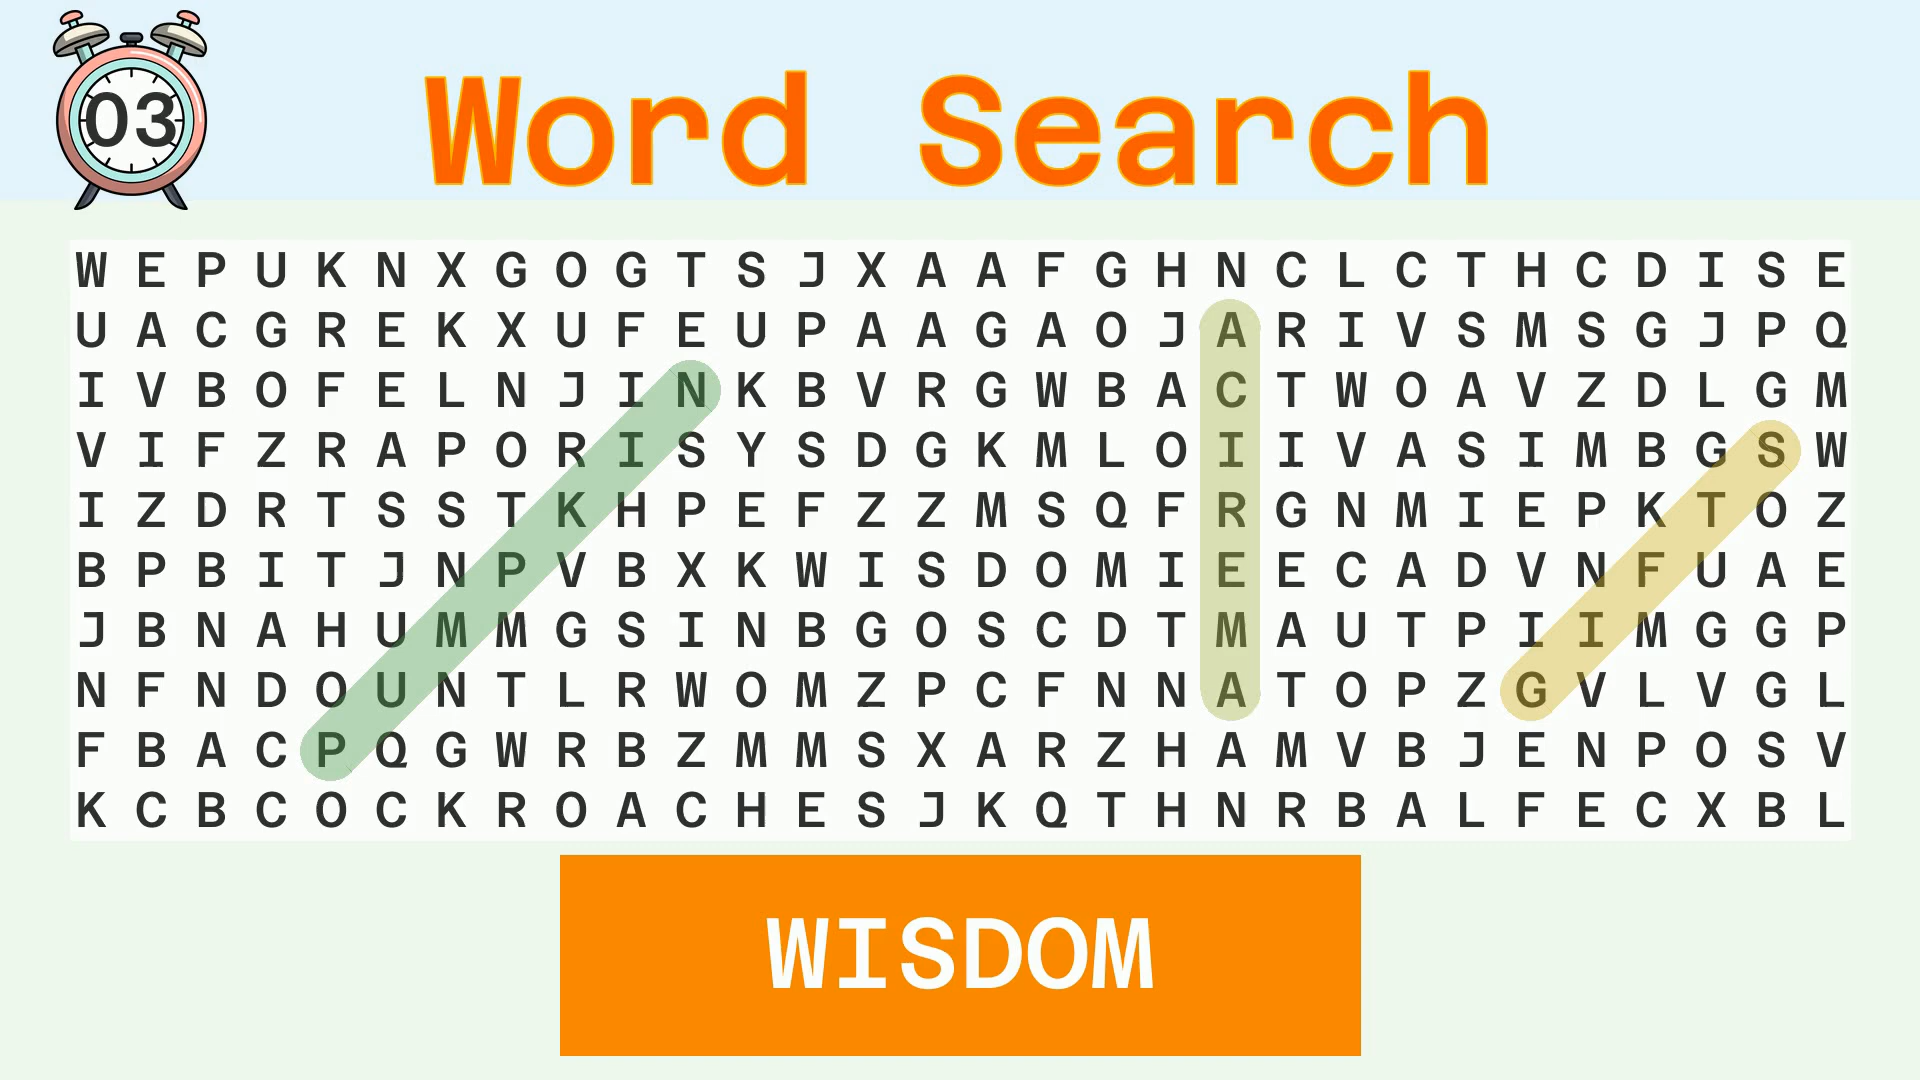 03
Word Search
W E P U K N X G O G T S J X A A F G H N C L C T H C D I S E
U A C G R E K X U F E U P A A G A O J A R I V S M S G J P Q
I V B O F E L N J I N K B V R G W B A C T W O A V Z D L G M
V I F Z R A P O R I S Y S D G K M L O I I V A S I M B G S W
I Z D R T S S T K H P E F Z Z M S Q F R G N M I E P K T O Z
B P B I T J N P V B X K W I S D O M I E E C A D V N F U A E
J B N A H U M M G S I N B G O S C D T M A U T P I I M G G P
N F N D O U N T L R W O M Z P C F N N A T O P Z G V L V G L
F B A C P Q G W R B Z M M S X A R Z H A M V B J E N P O S V
K C B C O C K R O A C H E S J K Q T H N R B A L F E C X B L
WISDOM